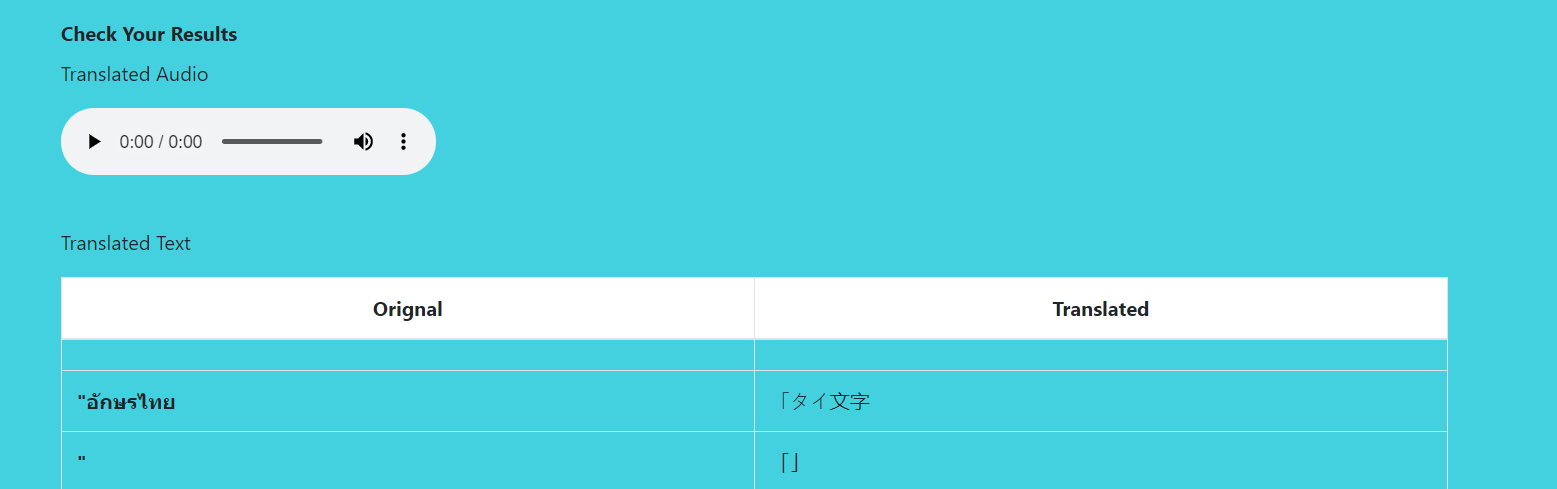 Check Your Results
Translated Audio
0:00 / 0:00
Translated Text
Orignal Translated
"อักษรไทย 「タイ文字
" 「」